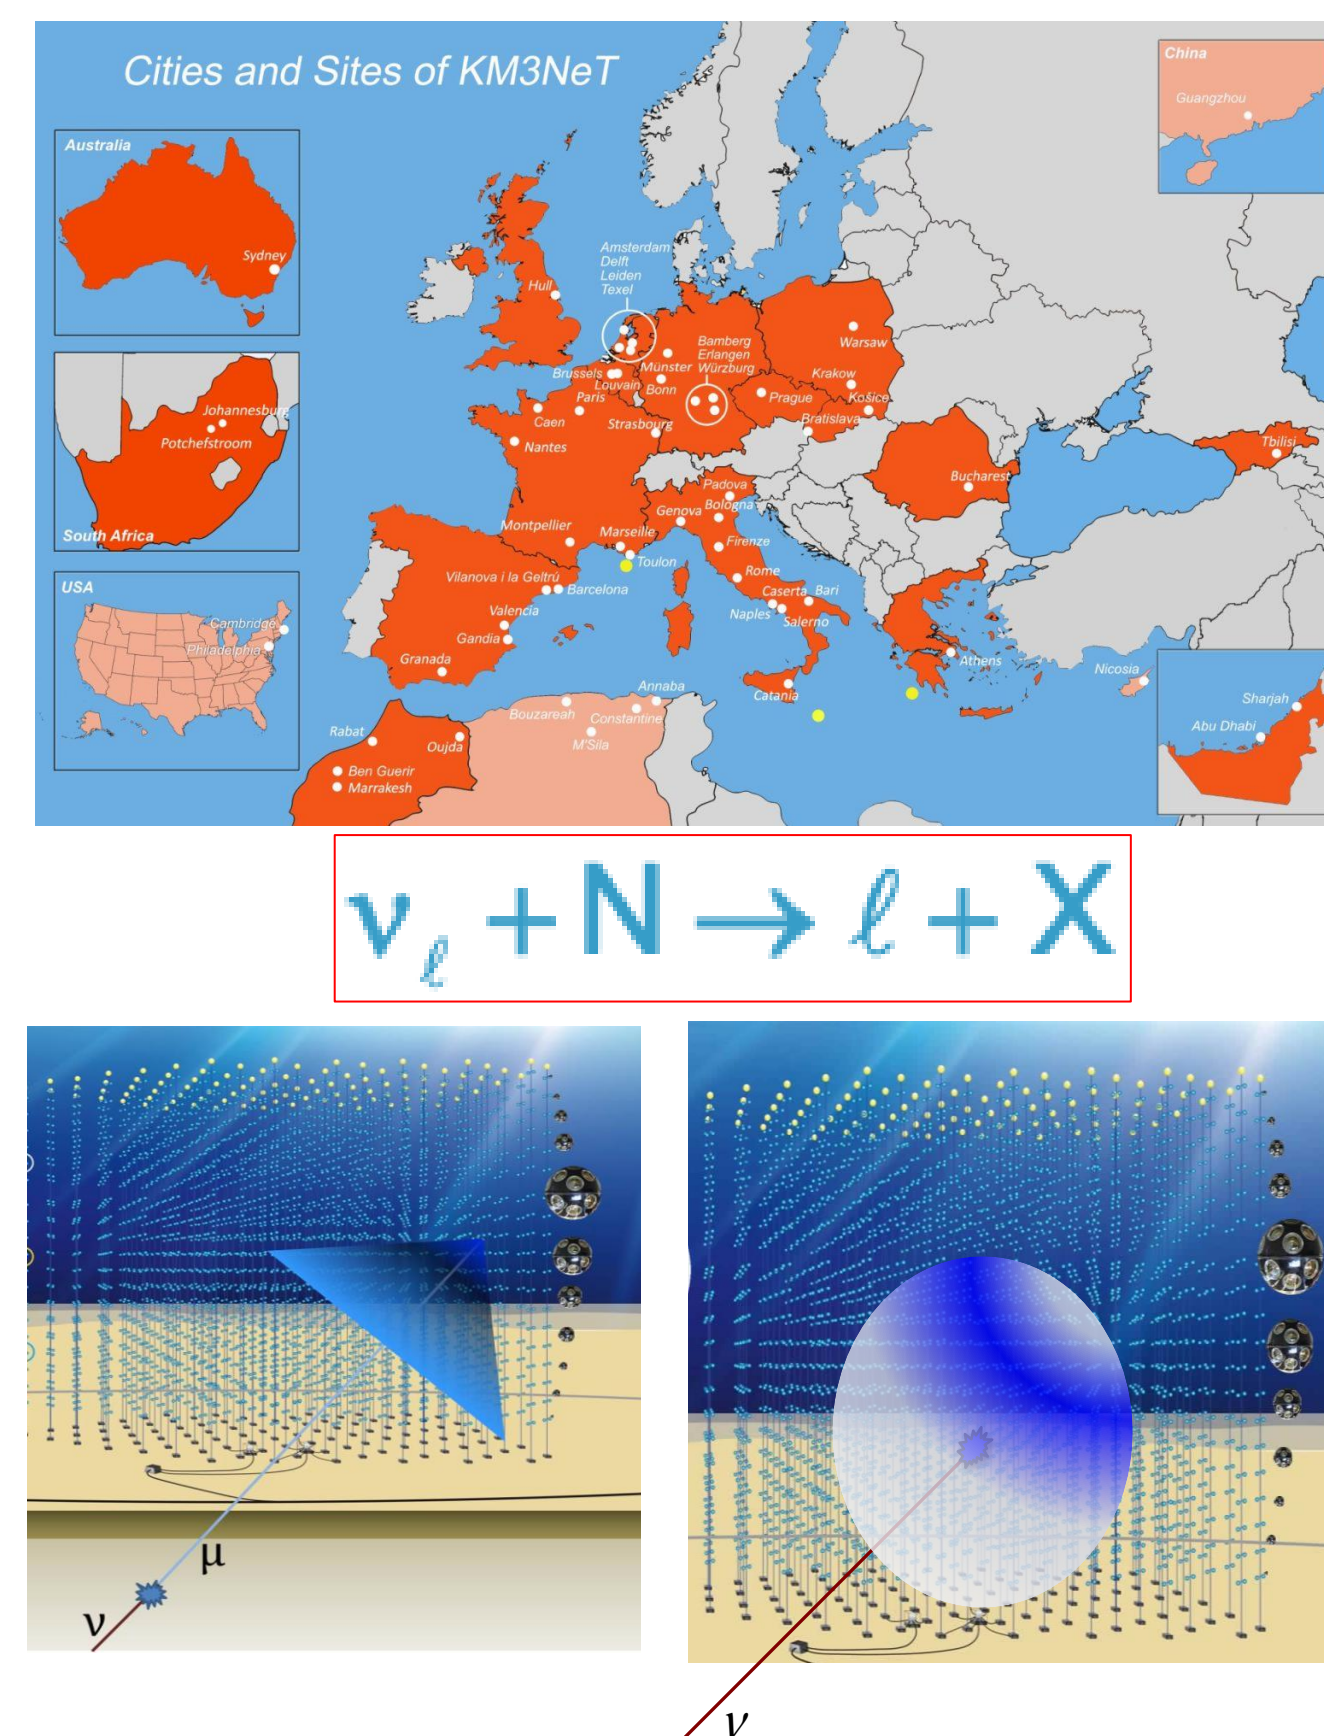 Cities and Sites of KM3NeT
China
Guangzhou
Australia
Sydney
Amsterdam
Delft
Leiden
Texel
Hull
Bamberg
Erlangen
Würzburg
Warsaw
Brussels
Louvain
Münster
Bonn
Krakow
Prague
Košice
Paris
Caen
Strasbourg
Bratislava
Nantes
Johannesburg
Potchefstroom
South Africa
Tbilisi
Bucharest
Padova
Genova
Bologna
Montpellier
Marseille
Firenze
Toulon
Vilanova i la Geltrú
Barcelona
Rome
Caserta
Bari
Naples
Salerno
Valencia
Gandia
Granada
Athens
Nicosia
Catania
USA
Cambridge
Philadelphia
Annaba
Bouzareah
Constantine
M'Sila
Rabat
Oujda
Ben Guerir
Marrakesh
Sharjah
Abu Dhabi
νℓ + N → ℓ + X
μ
ν
ν